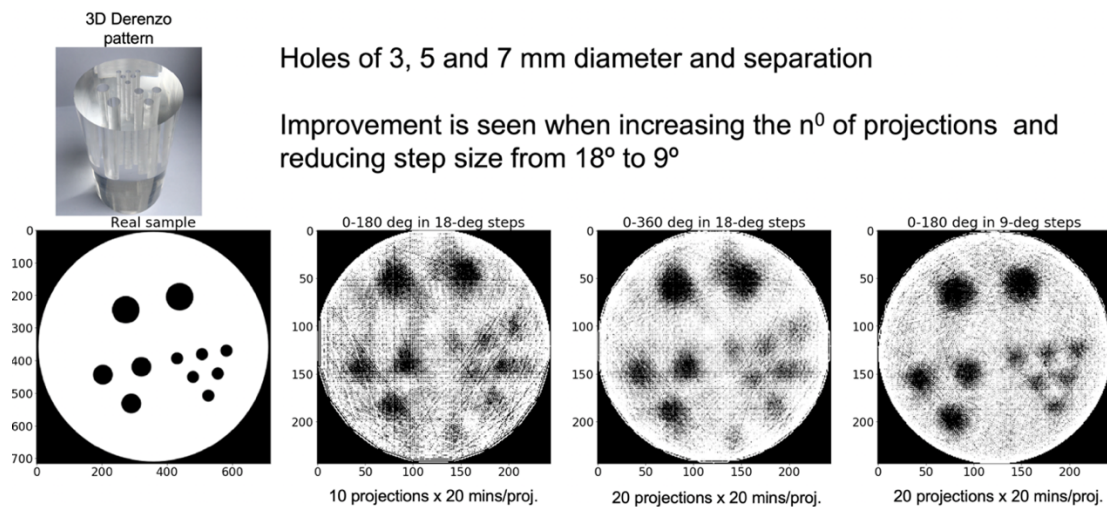 3D Derenzo
pattern
Holes of 3, 5 and 7 mm diameter and separation
Improvement is seen when increasing the nº of projections and
reducing step size from 18º to 9º
Real sample
0
100
200
300
400
500
600
700
0 200 400 600
0-180 deg in 18-deg steps
0
50
100
150
200
0 50 100 150 200
10 projections x 20 mins/proj.
0-360 deg in 18-deg steps
0
50
100
150
200
0 50 100 150 200
20 projections x 20 mins/proj.
0-180 deg in 9-deg steps
0
50
100
150
200
0 50 100 150 200
20 projections x 20 mins/proj.